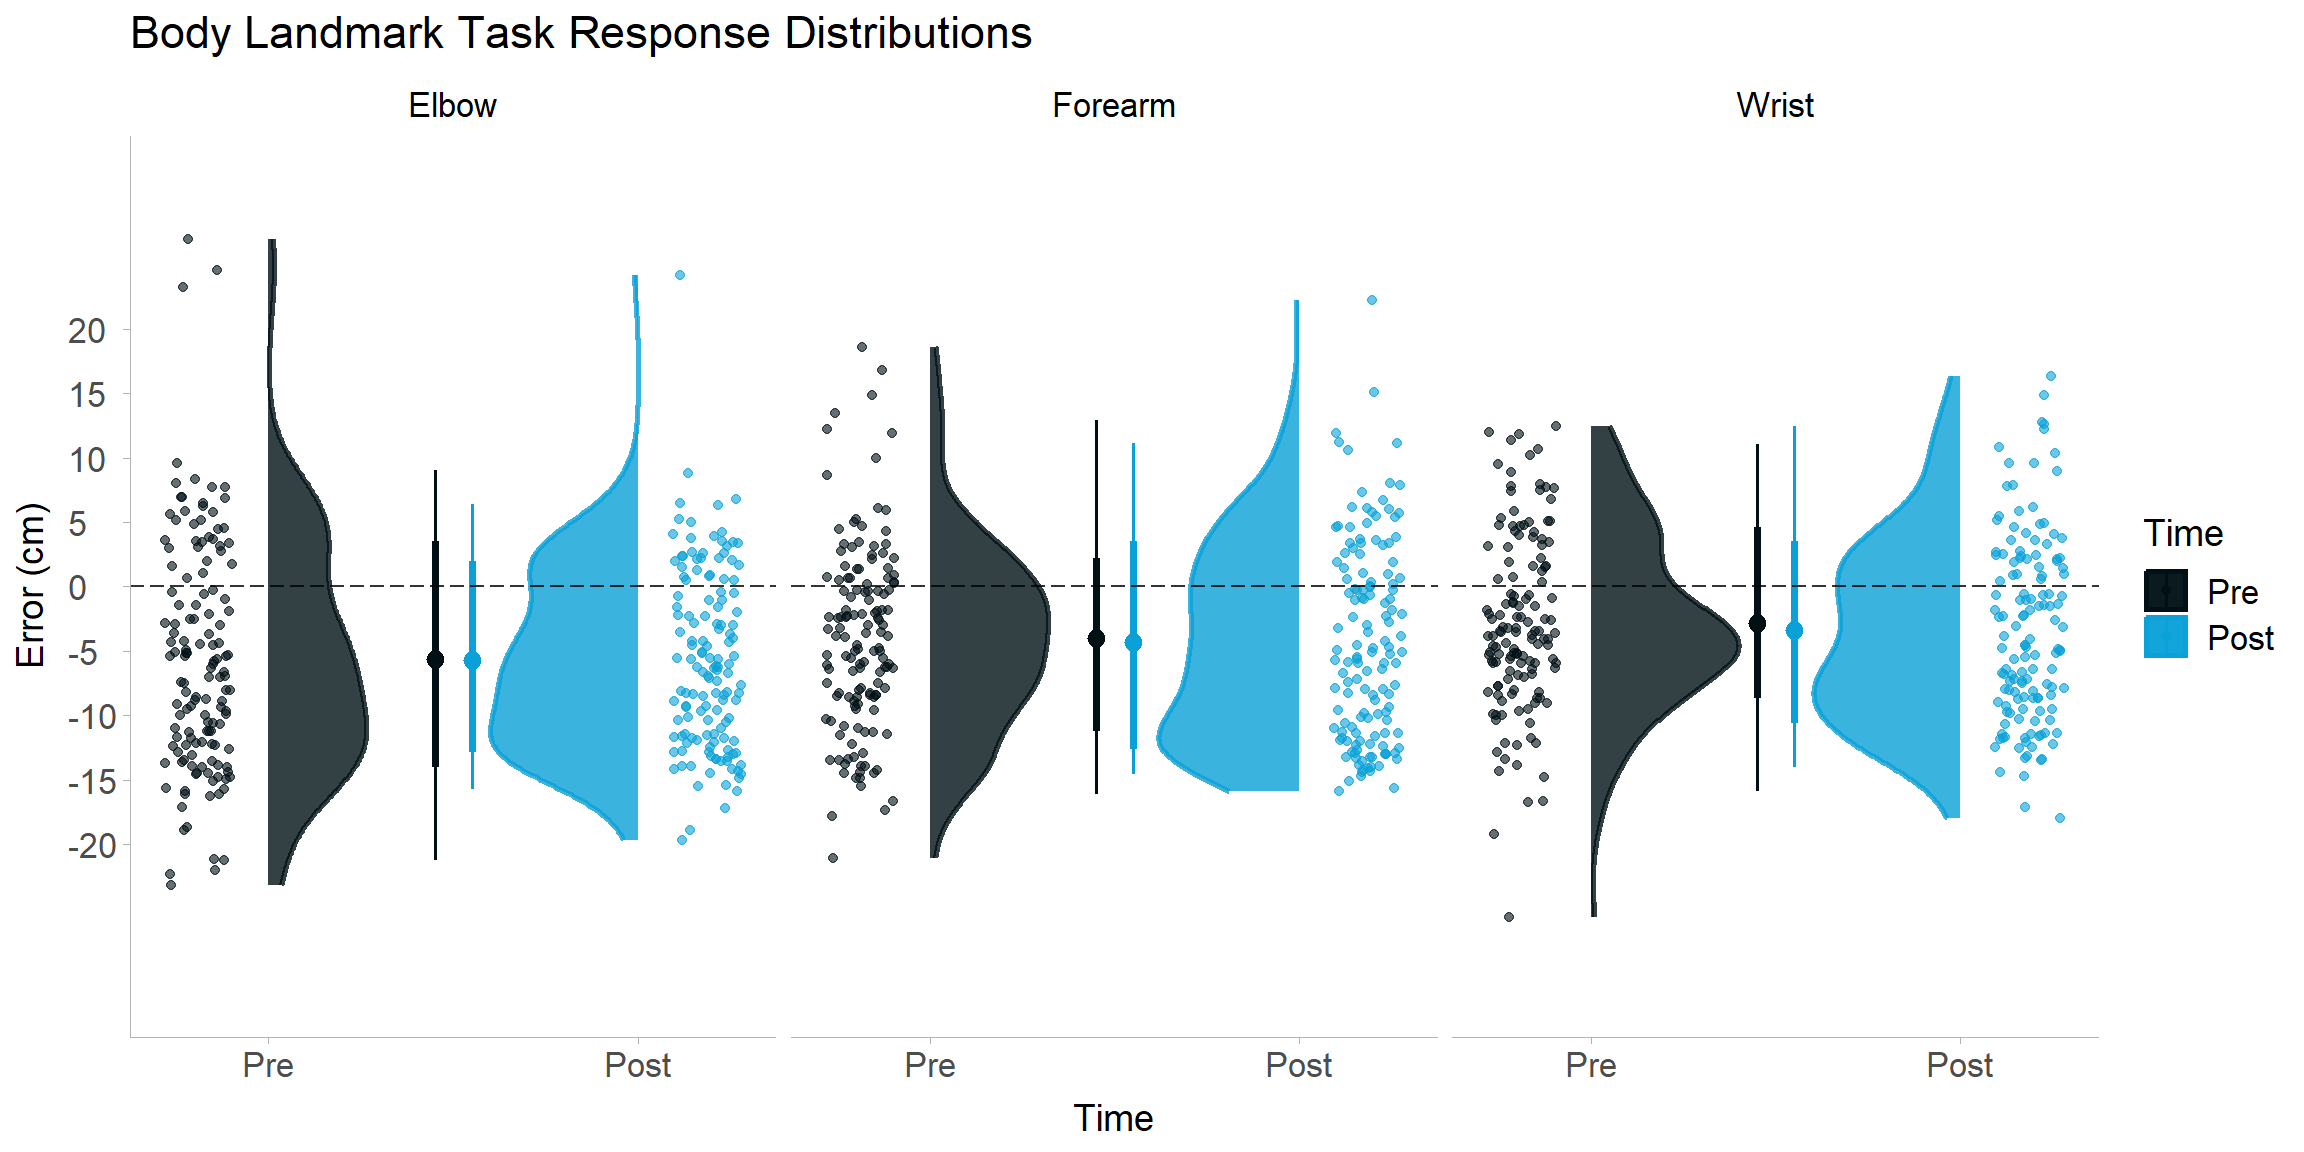 Body Landmark Task Response Distributions
Elbow Forearm Wrist
Error (cm)
20
15
10
5
0
-5
-10
-15
-20
Pre Post Pre Post Pre Post
Time
Time
Pre
Post